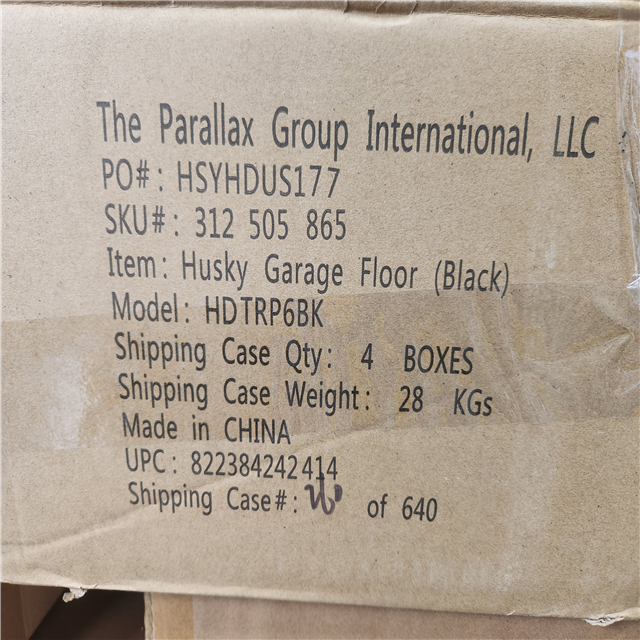 The Parallax Group International, LLC
PO#: HSYHDUS177
SKU#: 312 505 865
Item: Husky Garage Floor (Black)
Model: HDTRP6BK
Shipping Case Qty: 4 BOXES
Shipping Case Weight: 28 KGs
Made in CHINA
UPC: 822384242414
Shipping Case#: of 640